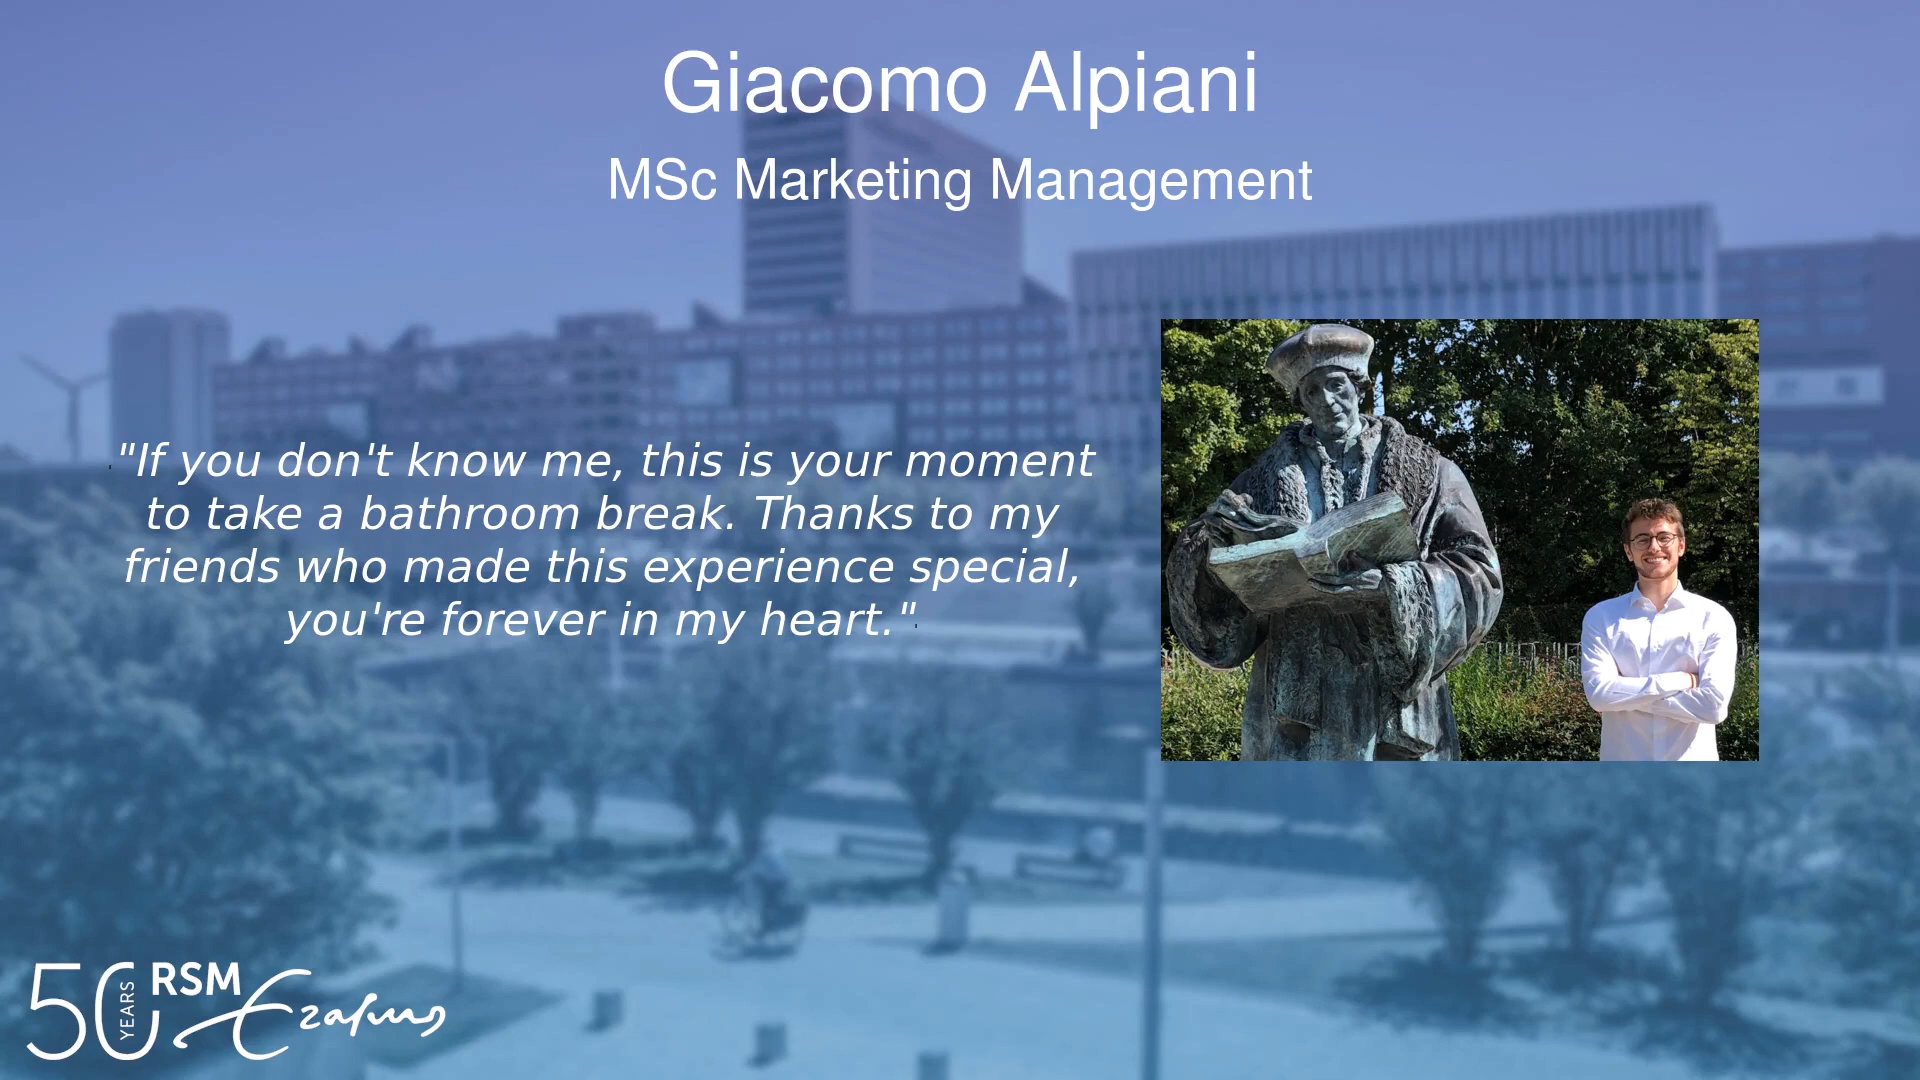 Giacomo Alpiani
MSc Marketing Management
"If you don't know me, this is your moment
to take a bathroom break. Thanks to my
friends who made this experience special,
you're forever in my heart."
50 YEARS RSM
Erasmus